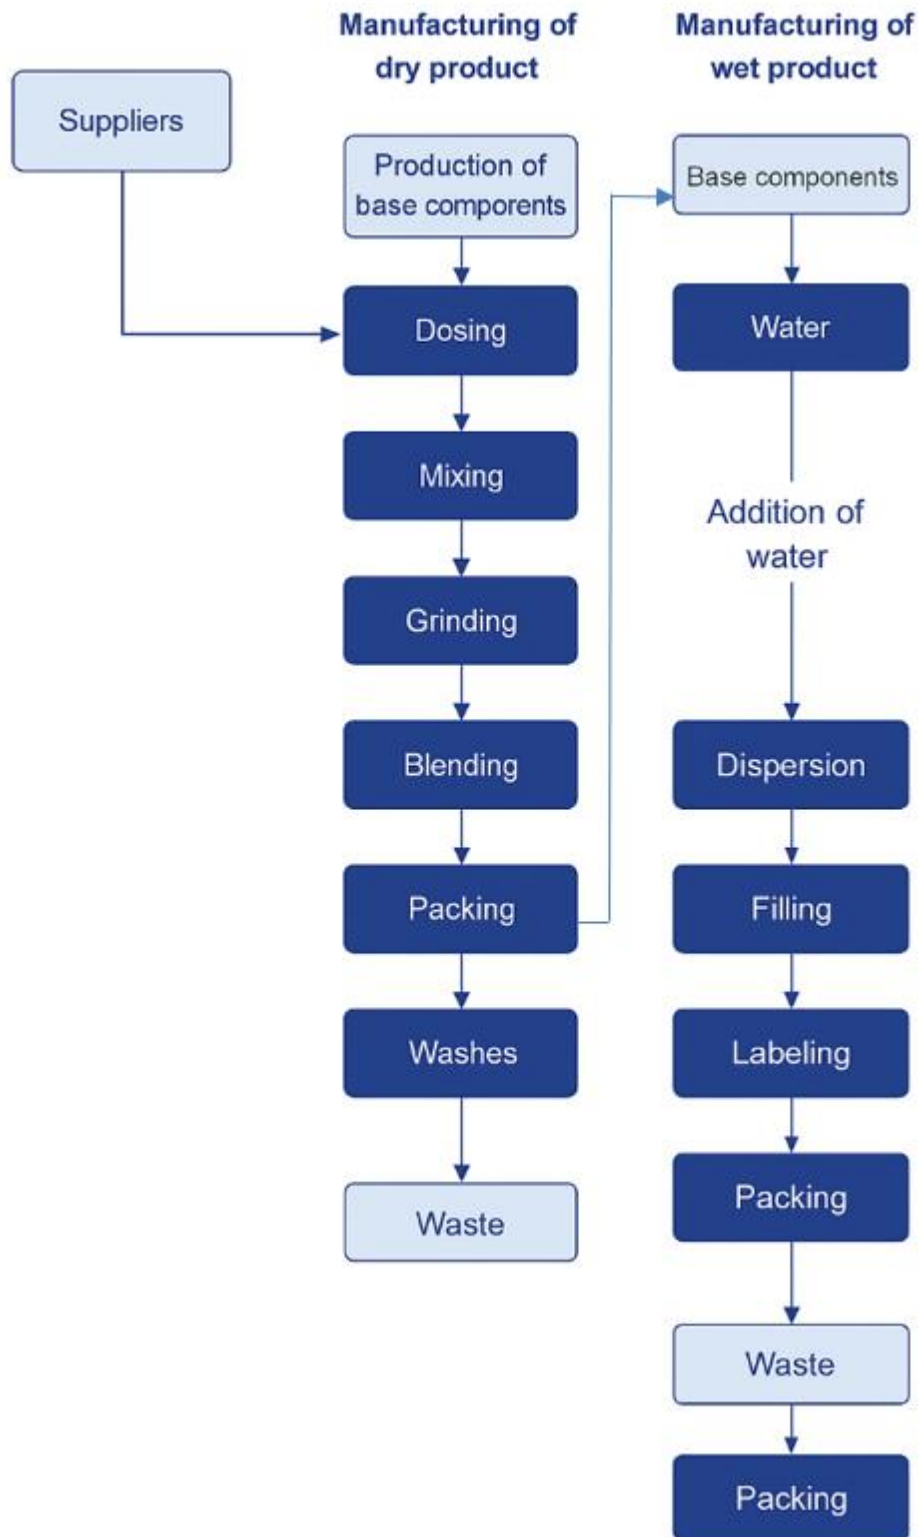 Manufacturing of
dry product
Manufacturing of
wet product
Suppliers
Production of
base comporents
Base components
Dosing
Water
Mixing
Addition of
water
Grinding
Blending
Dispersion
Packing
Filling
Washes
Labeling
Packing
Waste
Waste
Packing